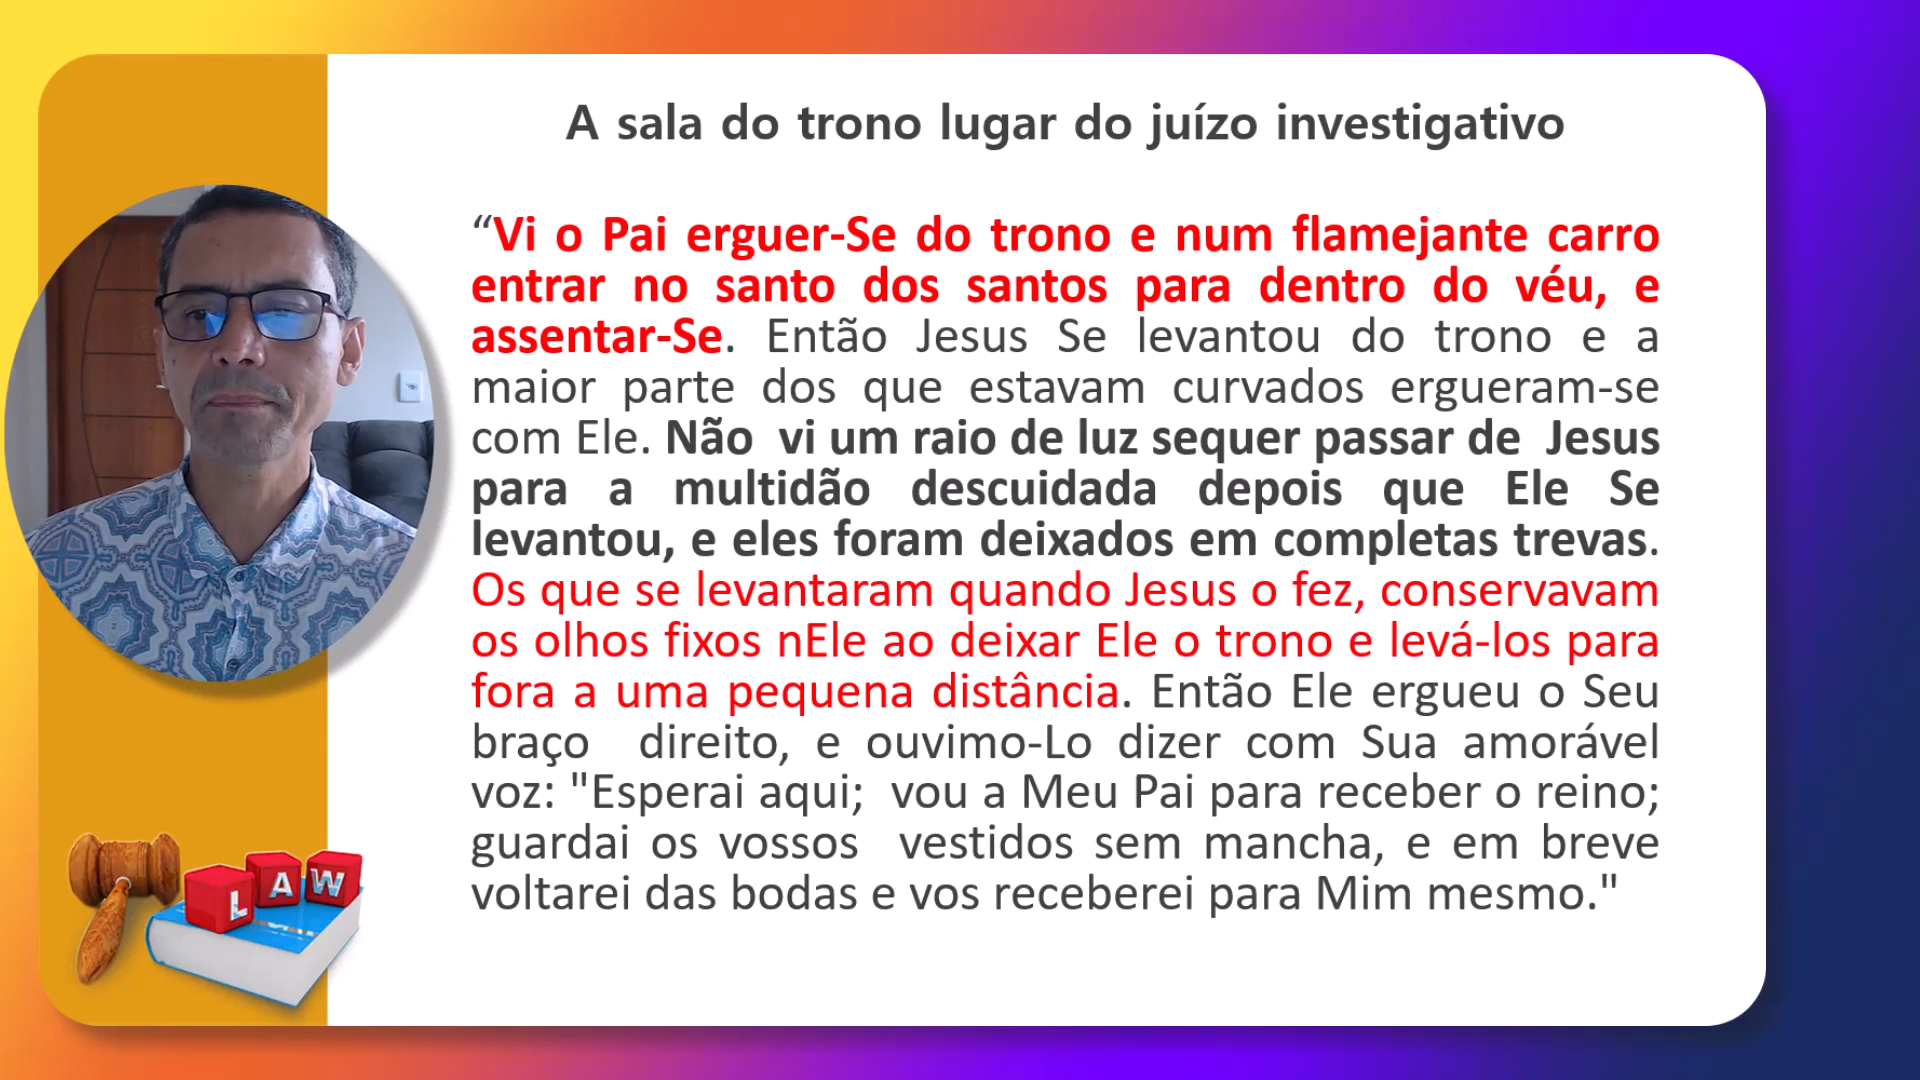 A sala do trono lugar do juízo investigativo
“Vi o Pai erguer-Se do trono e num flamejante carro
entrar no santo dos santos para dentro do véu, e
assentar-Se. Então Jesus Se levantou do trono e a
maior parte dos que estavam curvados ergueram-se
com Ele. Não vi um raio de luz sequer passar de Jesus
para a multidão descuidada depois que Ele Se
levantou, e eles foram deixados em completas trevas.
Os que se levantaram quando Jesus o fez, conservavam
os olhos fixos nEle ao deixar Ele o trono e levá-los para
fora a uma pequena distância. Então Ele ergueu o Seu
braço direito, e ouvimo-Lo dizer com Sua amorável
voz: "Esperai aqui; vou a Meu Pai para receber o reino;
guardai os vossos vestidos sem mancha, e em breve
voltarei das bodas e vos receberei para Mim mesmo."
LAW